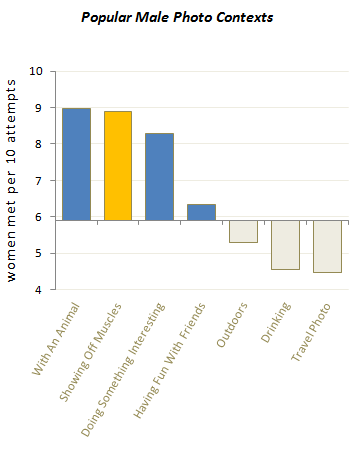 Popular Male Photo Contexts
women met per 10 attempts
10
9
8
7
6
5
4
With An Animal
Showing Off Muscles
Doing Something Interesting
Having Fun With Friends
Outdoors
Drinking
Travel Photo